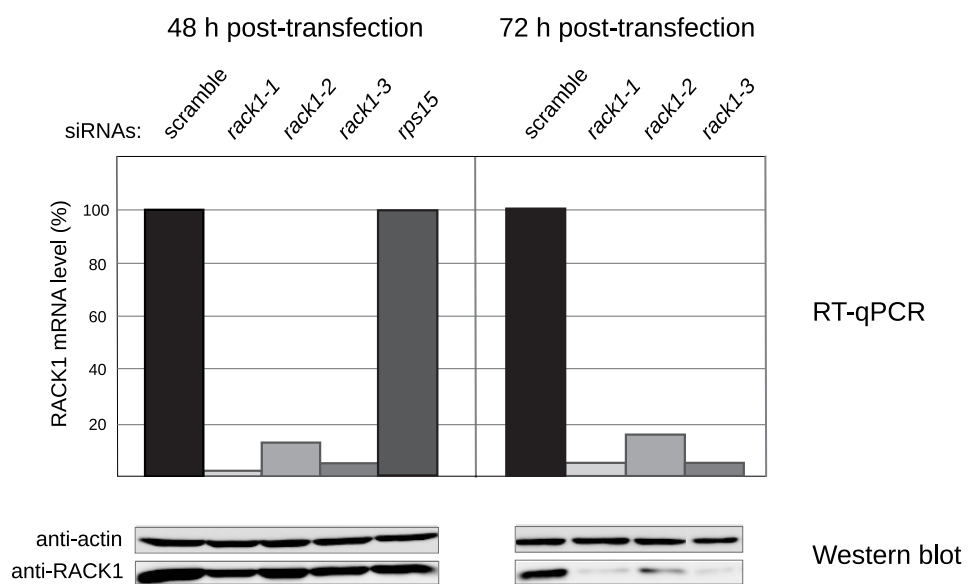 48 h post-transfection 72 h post-transfection
siRNAs: scramble rack1-1 rack1-2 rack1-3 rps15 scramble rack1-1 rack1-2 rack1-3
RACK1 mRNA level (%)
100
80
60
40
20
RT-qPCR
anti-actin
anti-RACK1
Western blot